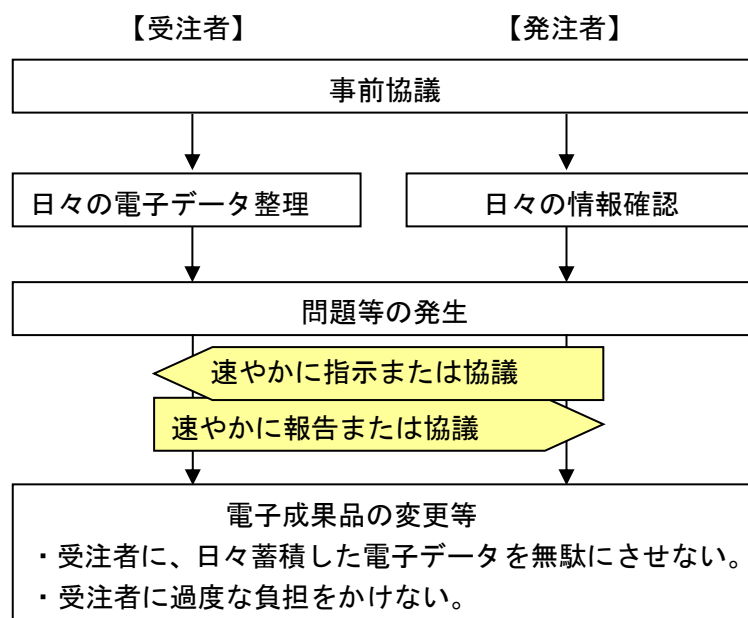 【受注者】
【発注者】
事前協議
日々の電子データ整理
日々の情報確認
問題等の発生
速やかに指示または協議
速やかに報告または協議
電子成果品の変更等
・受注者に、日々蓄積した電子データを無駄にさせない。
・受注者に過度な負担をかけない。